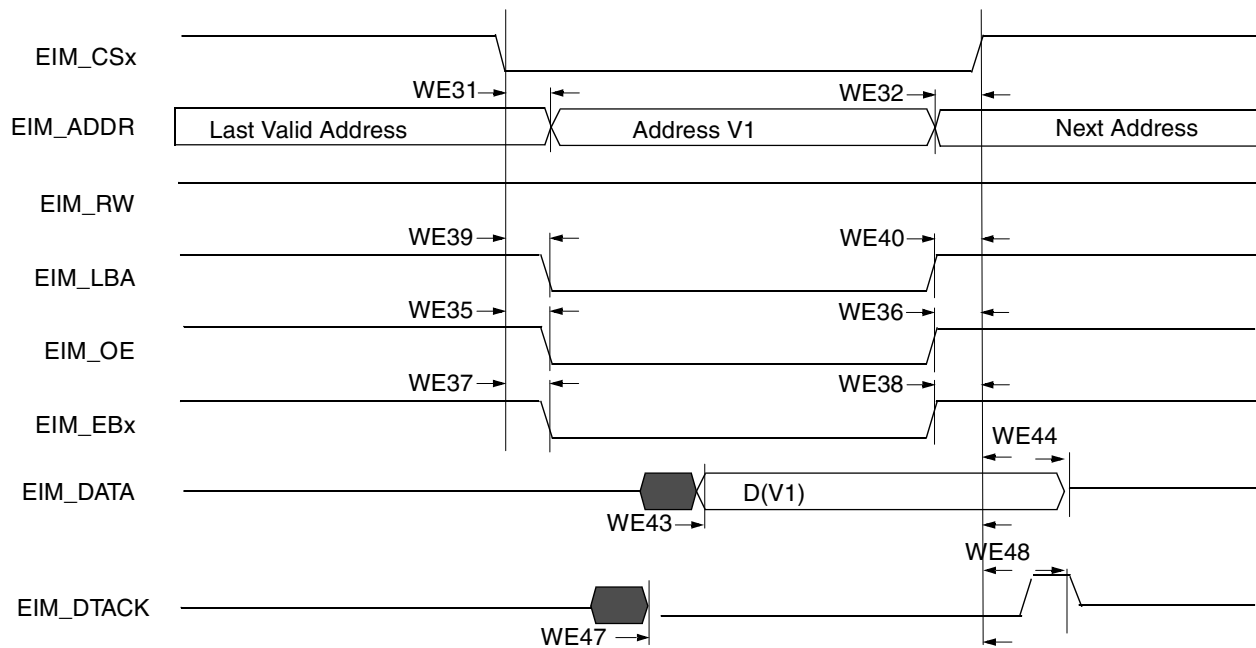 EIM_CSx
WE31
WE32
EIM_ADDR
Last Valid Address
Address V1
Next Address
EIM_RW
WE39
WE40
EIM_LBA
WE35
WE36
EIM_OE
WE37
WE38
EIM_EBx
WE44
EIM_DATA
D(V1)
WE43
WE48
EIM_DTACK
WE47